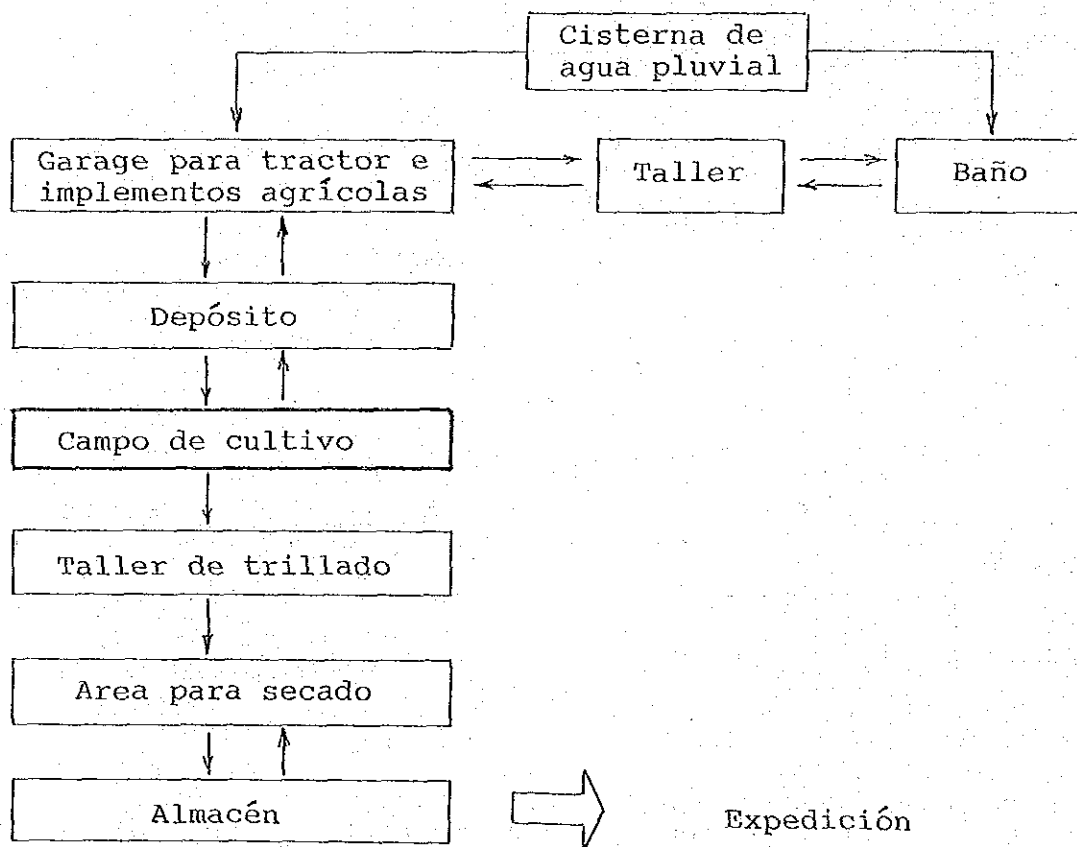 Cisterna de
agua pluvial
Garage para tractor e
implementos agrícolas
Taller
Baño
Depósito
Campo de cultivo
Taller de trillado
Area para secado
Almacén
Expedición